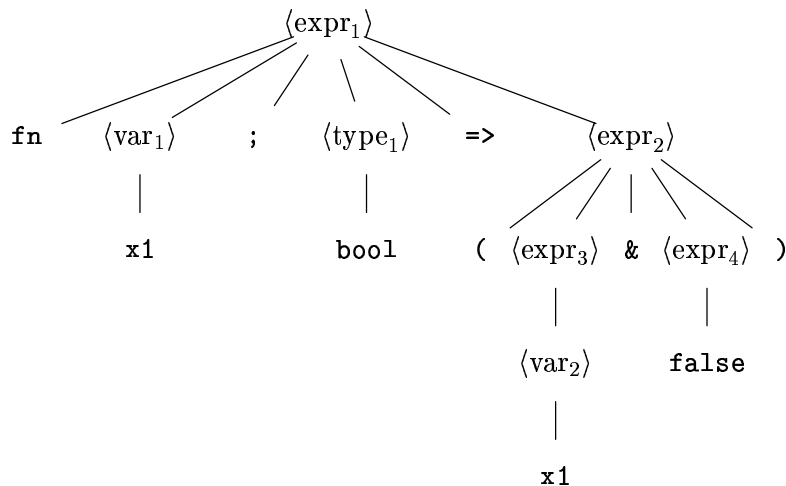 ⟨expr₁⟩
fn ⟨var₁⟩ ; ⟨type₁⟩ => ⟨expr₂⟩
x1 bool ( ⟨expr₃⟩ & ⟨expr₄⟩ )
⟨var₂⟩ false
x1